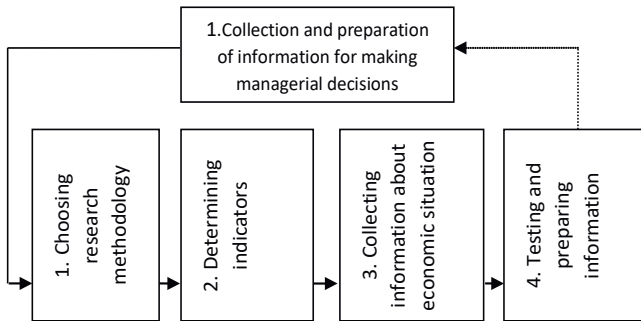 1.Collection and preparation
of information for making
managerial decisions
1. Choosing
research
methodology
2. Determining
indicators
3. Collecting
information about
economic situation
4. Testing and
preparing
information